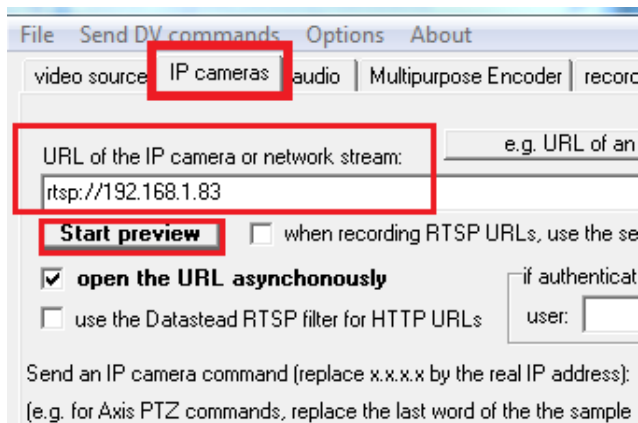 File Send DV commands Options About
video source IP cameras audio Multipurpose Encoder
URL of the IP camera or network stream:
e.g. URL of an
rtsp://192.168.1.83
Start preview when recording RTSP URLs, use the
open the URL asynchonously
if
use the Datastead RTSP filter for HTTP URLs
user:
Send an IP camera command (replace x.x.x.x by the real IP address):
(e.g. for Axis PTZ commands, replace the last word of the the sample